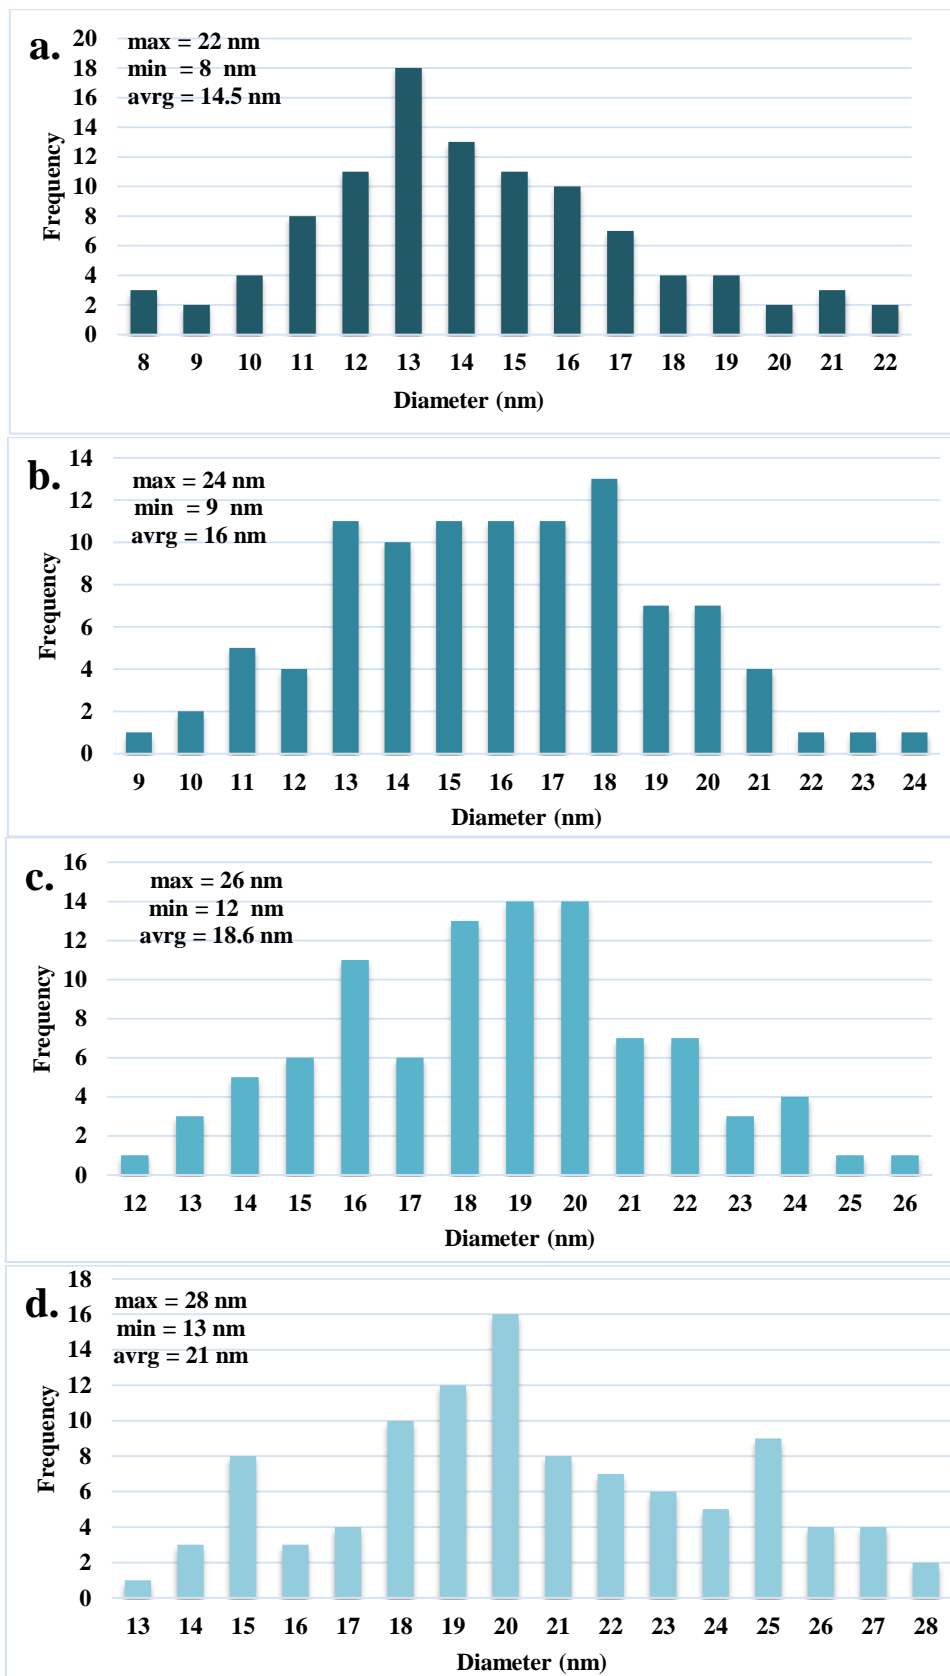 a.
max = 22 nm
min = 8 nm
avrg = 14.5 nm
20
18
16
14
12
10
8
6
4
2
0
Frequency
8 9 10 11 12 13 14 15 16 17 18 19 20 21 22
Diameter (nm)
b.
max = 24 nm
min = 9 nm
avrg = 16 nm
14
12
10
8
6
4
2
0
Frequency
9 10 11 12 13 14 15 16 17 18 19 20 21 22 23 24
Diameter (nm)
c.
max = 26 nm
min = 12 nm
avrg = 18.6 nm
16
14
12
10
8
6
4
2
0
Frequency
12 13 14 15 16 17 18 19 20 21 22 23 24 25 26
Diameter (nm)
d.
max = 28 nm
min = 13 nm
avrg = 21 nm
18
16
14
12
10
8
6
4
2
0
Frequency
13 14 15 16 17 18 19 20 21 22 23 24 25 26 27 28
Diameter (nm)